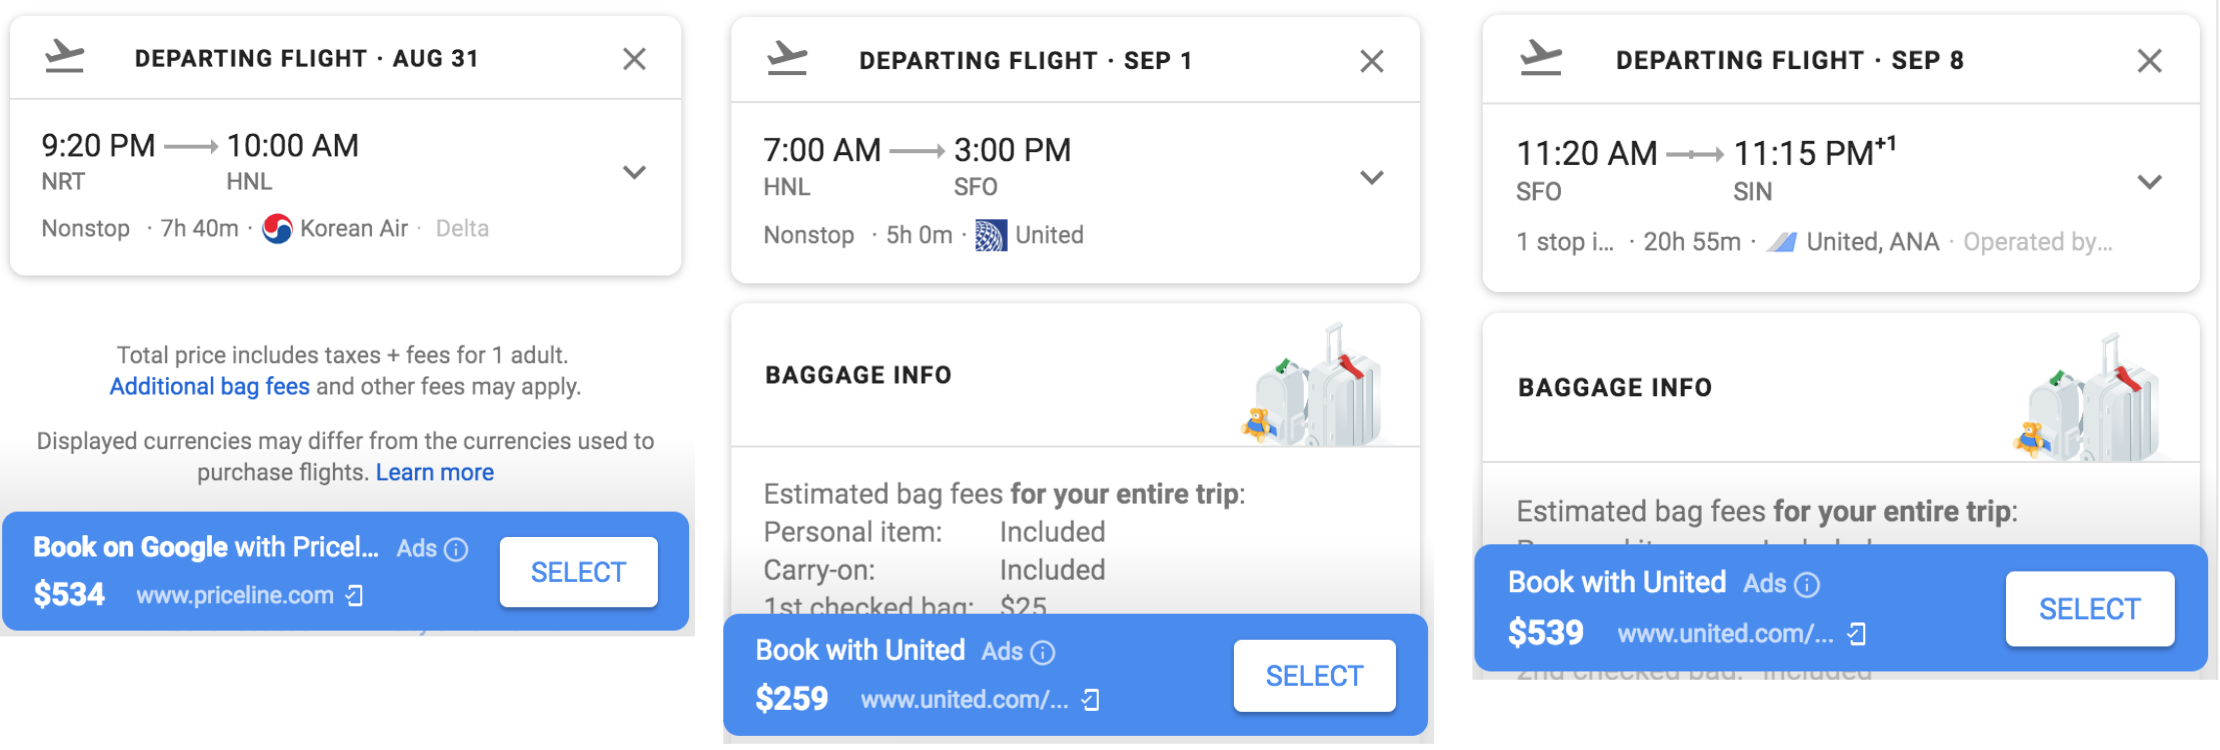 DEPARTING FLIGHT · AUG 31
9:20 PM 10:00 AM
NRT HNL
Nonstop · 7h 40m · Korean Air · Delta
Total price includes taxes + fees for 1 adult.
Additional bag fees and other fees may apply.
Displayed currencies may differ from the currencies used to
purchase flights. Learn more
Book on Google with Pricel... Ads
$534 www.priceline.com
SELECT
DEPARTING FLIGHT · SEP 1
7:00 AM 3:00 PM
HNL SFO
Nonstop · 5h 0m · United
BAGGAGE INFO
Estimated bag fees for your entire trip:
Personal item: Included
Carry-on: Included
1st checked bag: $25
Book with United Ads
$259 www.united.com/...
SELECT
DEPARTING FLIGHT · SEP 8
11:20 AM 11:15 PM+1
SFO SIN
1 stop i... · 20h 55m · United, ANA · Operated by...
BAGGAGE INFO
Estimated bag fees for your entire trip:
Book with United Ads
$539 www.united.com/...
SELECT
2nd checked bag: Included